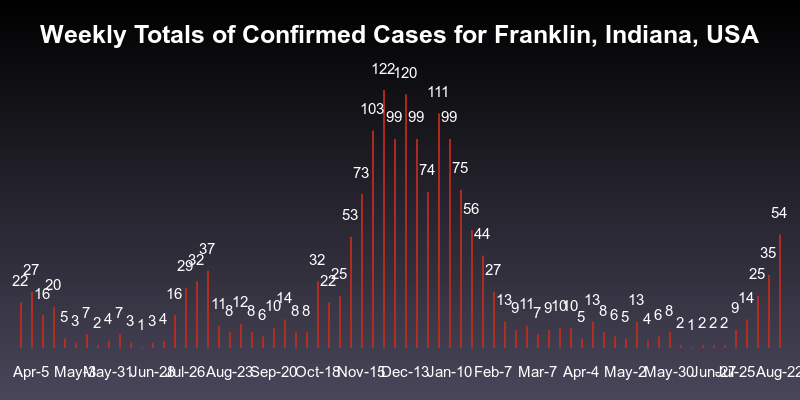 Weekly Totals of Confirmed Cases for Franklin, Indiana, USA
22 27 16 20 5 3 7 2 4 7 3 1 3 4 16 29 32 37 11 8 12 8 6 10 14 8 8 32 22 25 53 73 103 122 99 120 99 74 111 99 75 56 44 27 13 9 11 7 9 10 10 5 13 8 6 5 13 4 6 8 2 1 2 2 2 9 14 25 35 54
Apr-5 May-3 May-31 Jun-28 Jul-26 Aug-23 Sep-20 Oct-18 Nov-15 Dec-13 Jan-10 Feb-7 Mar-7 Apr-4 May-2 May-30 Jun-27 Jul-25 Aug-22